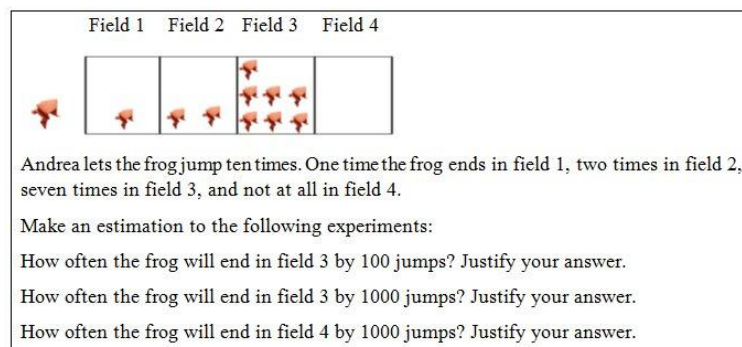 Field 1 Field 2 Field 3 Field 4
Andrea lets the frog jump ten times. One time the frog ends in field 1, two times in field 2,
seven times in field 3, and not at all in field 4.
Make an estimation to the following experiments:
How often the frog will end in field 3 by 100 jumps? Justify your answer.
How often the frog will end in field 3 by 1000 jumps? Justify your answer.
How often the frog will end in field 4 by 1000 jumps? Justify your answer.